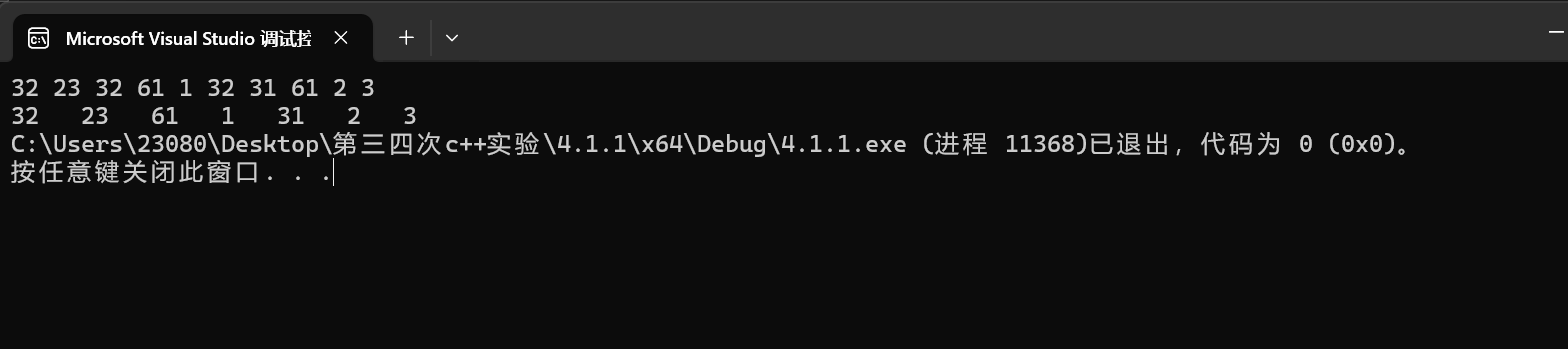 Microsoft Visual Studio 调试控
32 23 32 61 1 32 31 61 2 3
32   23   61   1   31   2   3
C:\Users\23080\Desktop\第三四次c++实验\4.1.1\x64\Debug\4.1.1.exe (进程 11368)已退出，代码为 0 (0x0)。
按任意键关闭此窗口. . .